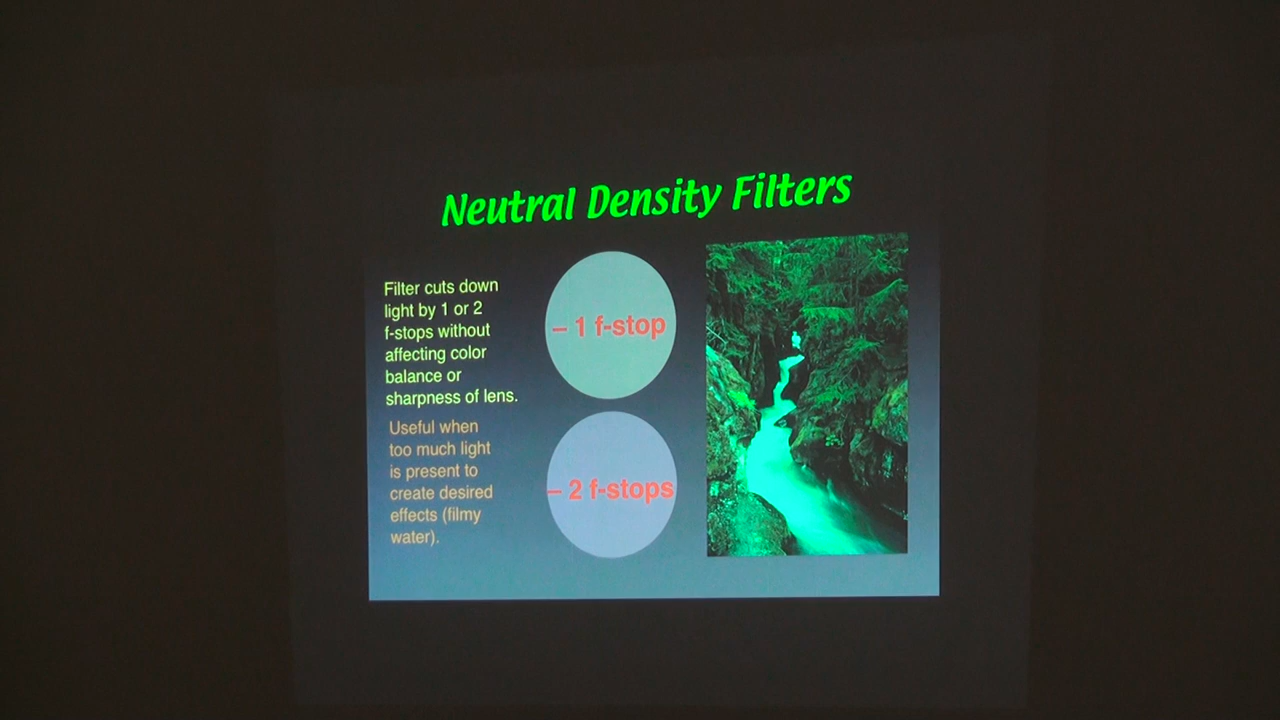 Neutral Density Filters
Filter cuts down
light by 1 or 2
f-stops without
affecting color
balance or
sharpness of lens.
Useful when
too much light
is present to
create desired
effects (filmy
water).
– 1 f-stop
– 2 f-stops